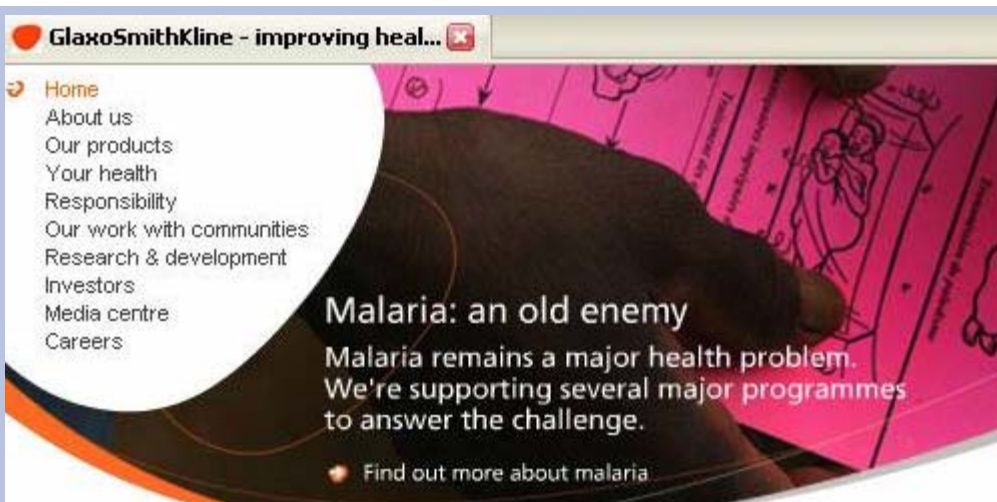 GlaxoSmithKline - improving heal...
Home
About us
Our products
Your health
Responsibility
Our work with communities
Research & development
Investors
Media centre
Careers
Malaria: an old enemy
Malaria remains a major health problem.
We're supporting several major programmes
to answer the challenge.
Find out more about malaria